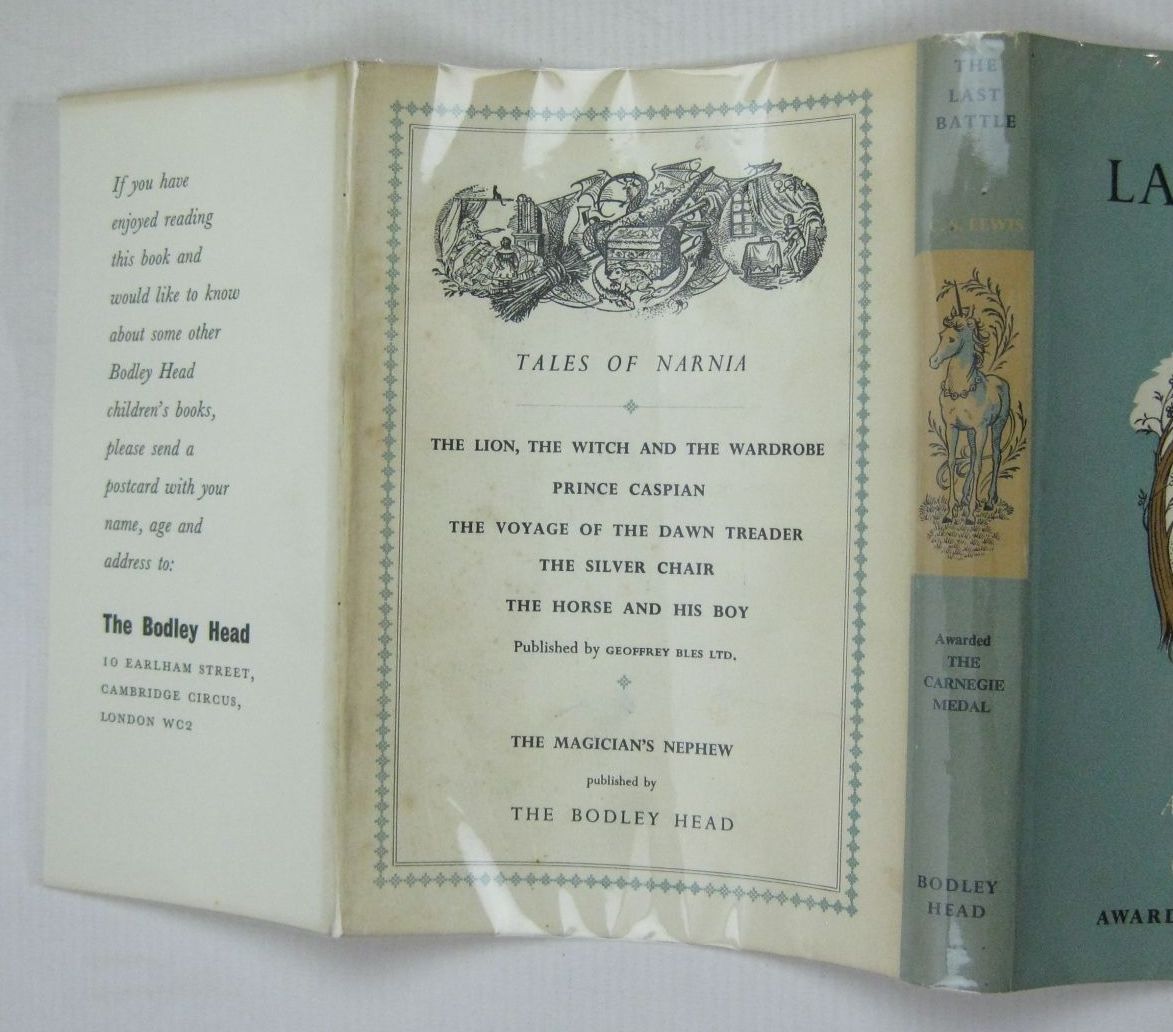 If you have
enjoyed reading
this book and
would like to know
about some other
Bodley Head
children's books,
please send a
postcard with your
name, age and
address to:
The Bodley Head
10 EARLHAM STREET,
CAMBRIDGE CIRCUS,
LONDON WC2
TALES OF NARNIA
THE LION, THE WITCH AND THE WARDROBE
PRINCE CASPIAN
THE VOYAGE OF THE DAWN TREADER
THE SILVER CHAIR
THE HORSE AND HIS BOY
Published by GEOFFREY BLES LTD.
THE MAGICIAN'S NEPHEW
published by
THE BODLEY HEAD
THE
LAST
BATTLE
LEWIS
Awarded
THE
CARNEGIE
MEDAL
BODLEY
HEAD
LA
AWARD